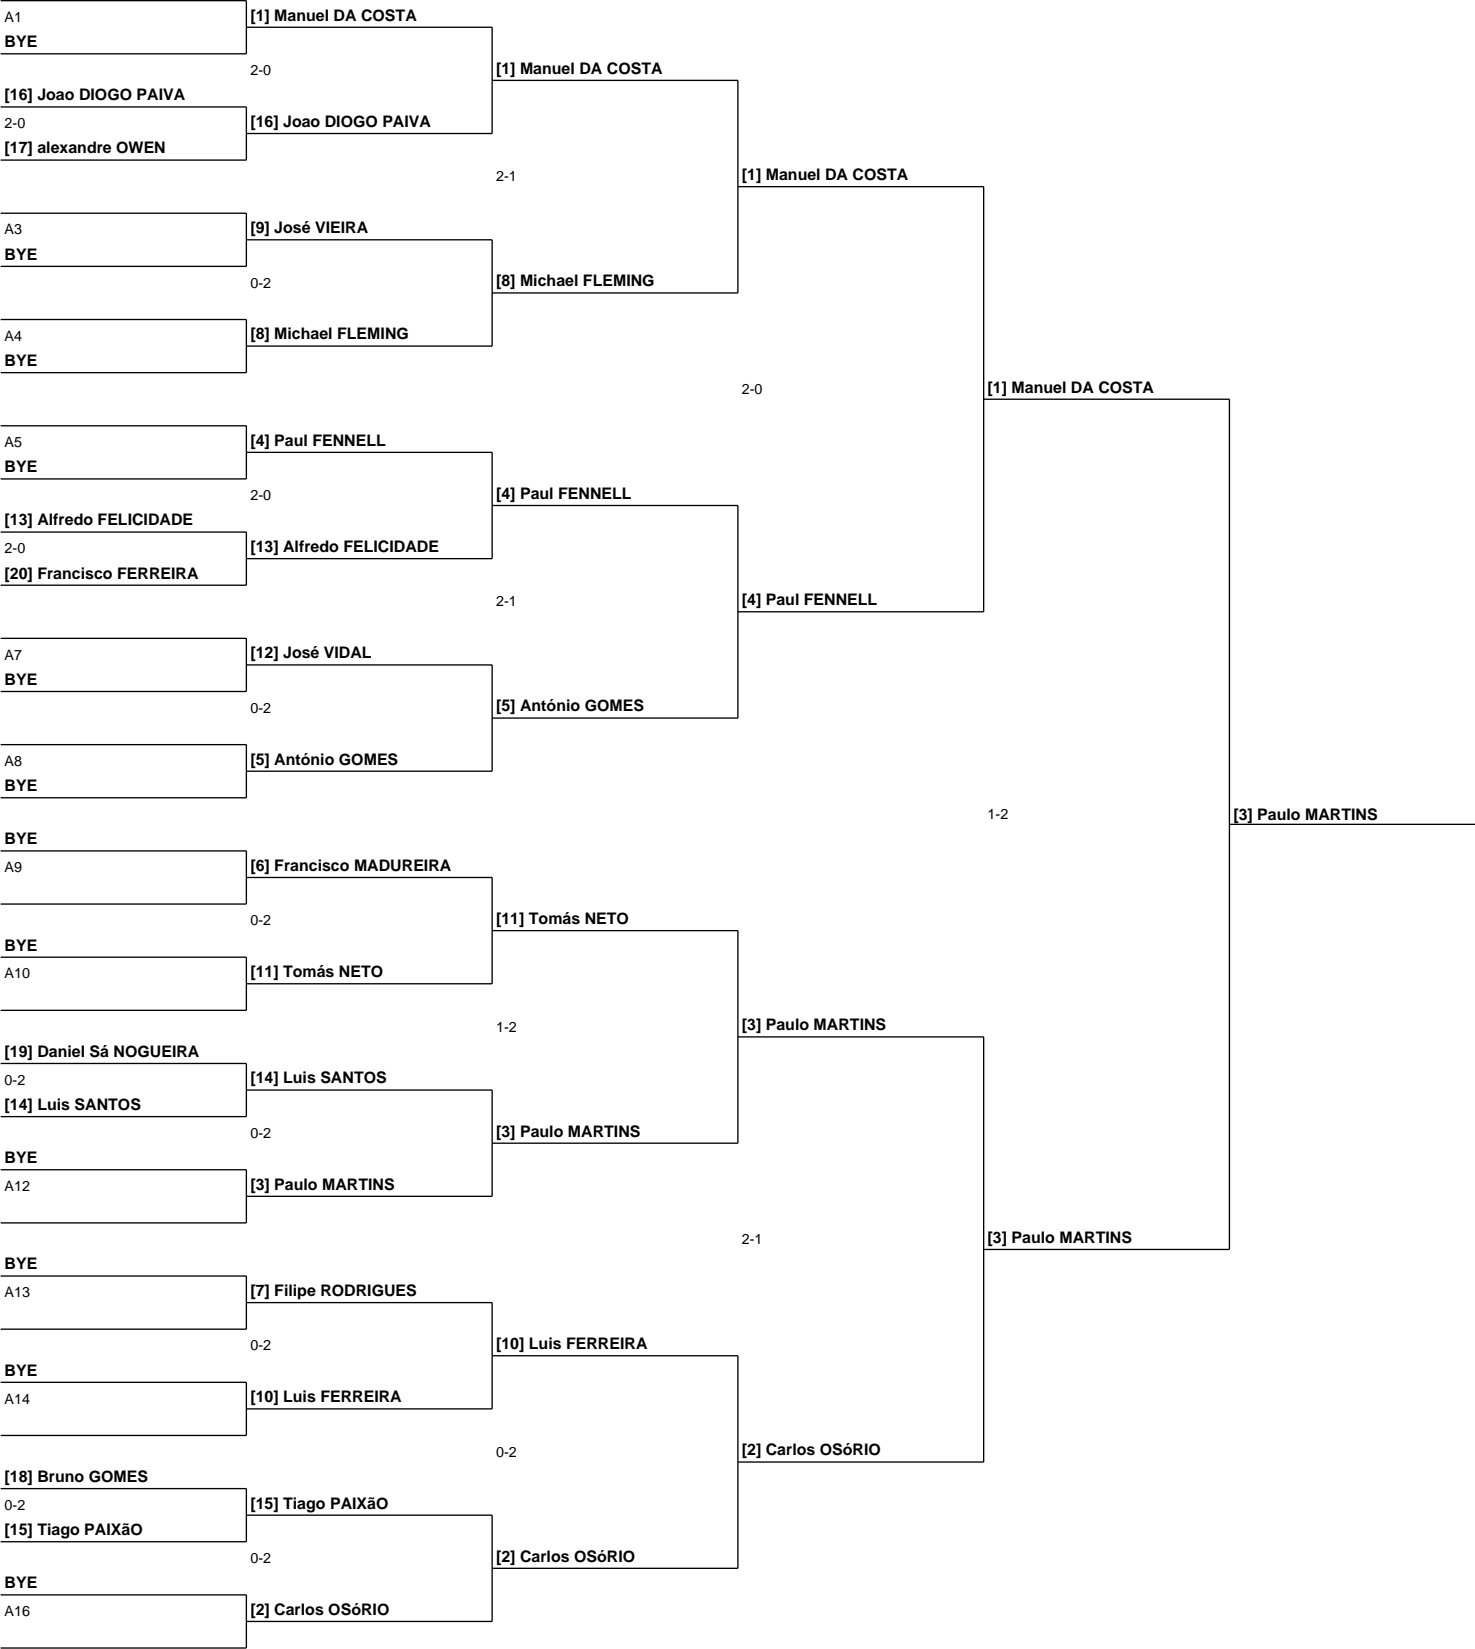 A1
BYE
[1] Manuel DA COSTA
2-0
[16] Joao DIOGO PAIVA
2-0
[17] alexandre OWEN
[16] Joao DIOGO PAIVA
[1] Manuel DA COSTA
2-1
A3
BYE
[9] José VIEIRA
0-2
A4
BYE
[8] Michael FLEMING
[8] Michael FLEMING
[1] Manuel DA COSTA
2-0
A5
BYE
[4] Paul FENNELL
2-0
[13] Alfredo FELICIDADE
2-0
[20] Francisco FERREIRA
[13] Alfredo FELICIDADE
[4] Paul FENNELL
2-1
A7
BYE
[12] José VIDAL
0-2
A8
BYE
[5] António GOMES
[5] António GOMES
[4] Paul FENNELL
[1] Manuel DA COSTA
1-2
[3] Paulo MARTINS
BYE
A9
[6] Francisco MADUREIRA
0-2
BYE
A10
[11] Tomás NETO
[11] Tomás NETO
1-2
[19] Daniel Sá NOGUEIRA
0-2
[14] Luis SANTOS
[14] Luis SANTOS
0-2
BYE
A12
[3] Paulo MARTINS
[3] Paulo MARTINS
[3] Paulo MARTINS
2-1
[3] Paulo MARTINS
BYE
A13
[7] Filipe RODRIGUES
0-2
BYE
A14
[10] Luis FERREIRA
[10] Luis FERREIRA
0-2
[18] Bruno GOMES
0-2
[15] Tiago PAIXãO
[15] Tiago PAIXãO
0-2
BYE
A16
[2] Carlos OSóRIO
[2] Carlos OSóRIO
[2] Carlos OSóRIO